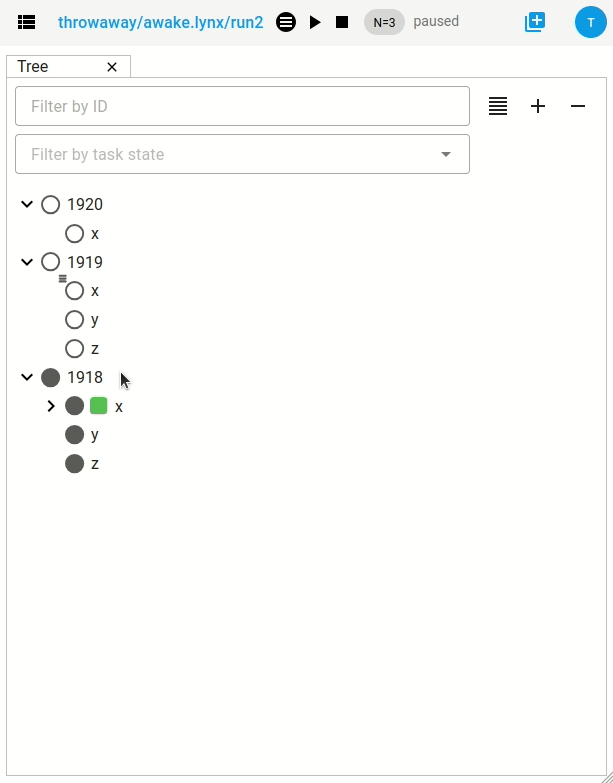 throwaway/awake.lynx/run2 N=3 paused T
Tree
Filter by ID
Filter by task state
1920
x
1919
x
y
z
1918
x
y
z